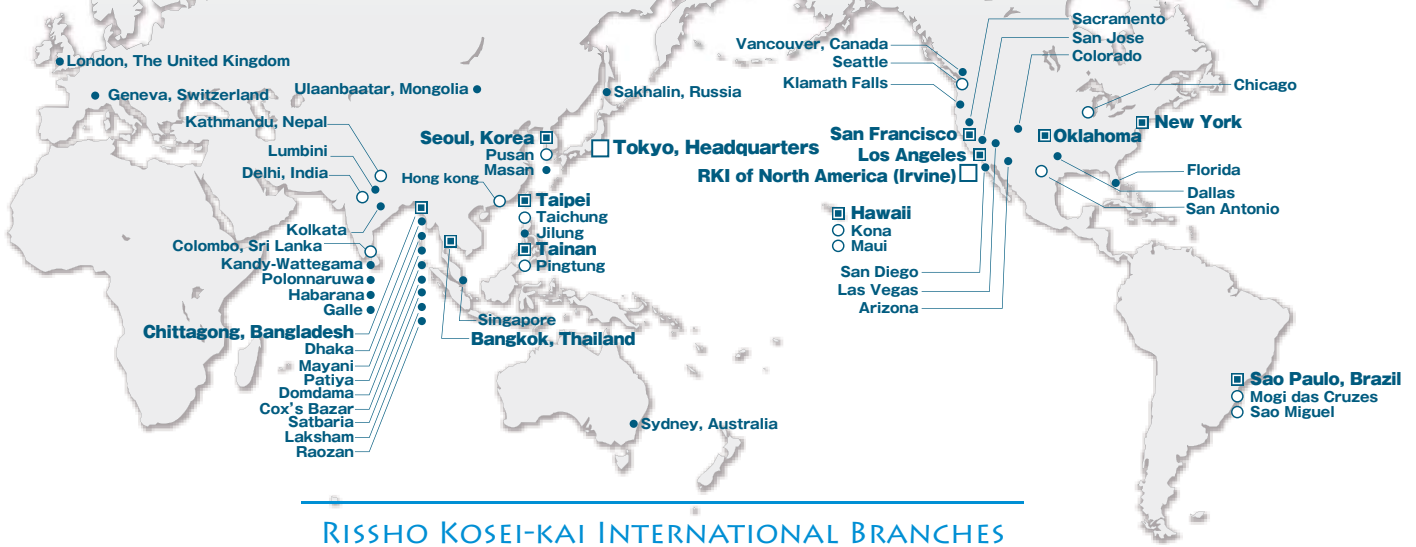 London, The United Kingdom
Geneva, Switzerland
Ulaanbaatar, Mongolia
Sakhalin, Russia
Kathmandu, Nepal
Lumbini
Delhi, India
Seoul, Korea
Pusan
Masan
Tokyo, Headquarters
Hong kong
Taipei
Taichung
Jilung
Tainan
Pingtung
Kolkata
Colombo, Sri Lanka
Kandy-Wattegama
Polonnaruwa
Habarana
Galle
Chittagong, Bangladesh
Dhaka
Mayani
Patiya
Domdama
Cox's Bazar
Satbaria
Laksham
Raozan
Singapore
Bangkok, Thailand
Sydney, Australia
Vancouver, Canada
Seattle
Klamath Falls
Sacramento
San Jose
Colorado
Chicago
San Francisco
Los Angeles
RKI of North America (Irvine)
Oklahoma
New York
Florida
Dallas
San Antonio
Hawaii
Kona
Maui
San Diego
Las Vegas
Arizona
Sao Paulo, Brazil
Mogi das Cruzes
Sao Miguel
Rissho Kosei-kai International Branches